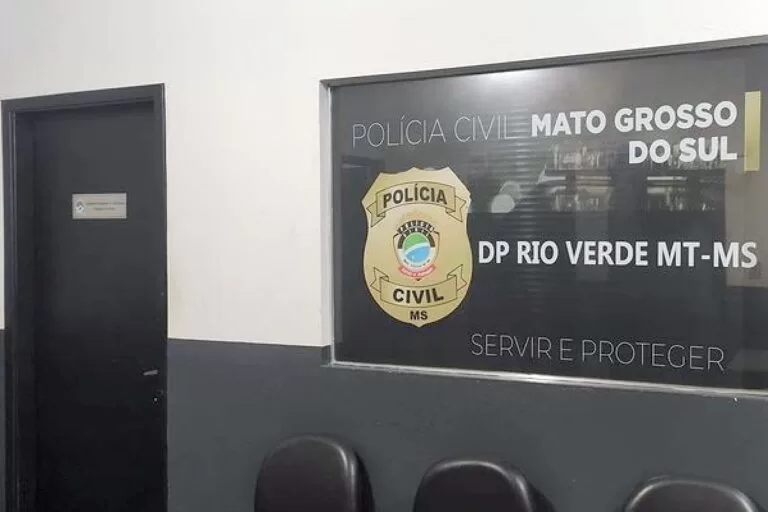 POLÍCIA CIVIL MATO GROSSO
DO SUL
POLÍCIA
CIVIL
MS
DP RIO VERDE MT-MS
SERVIR E PROTEGER